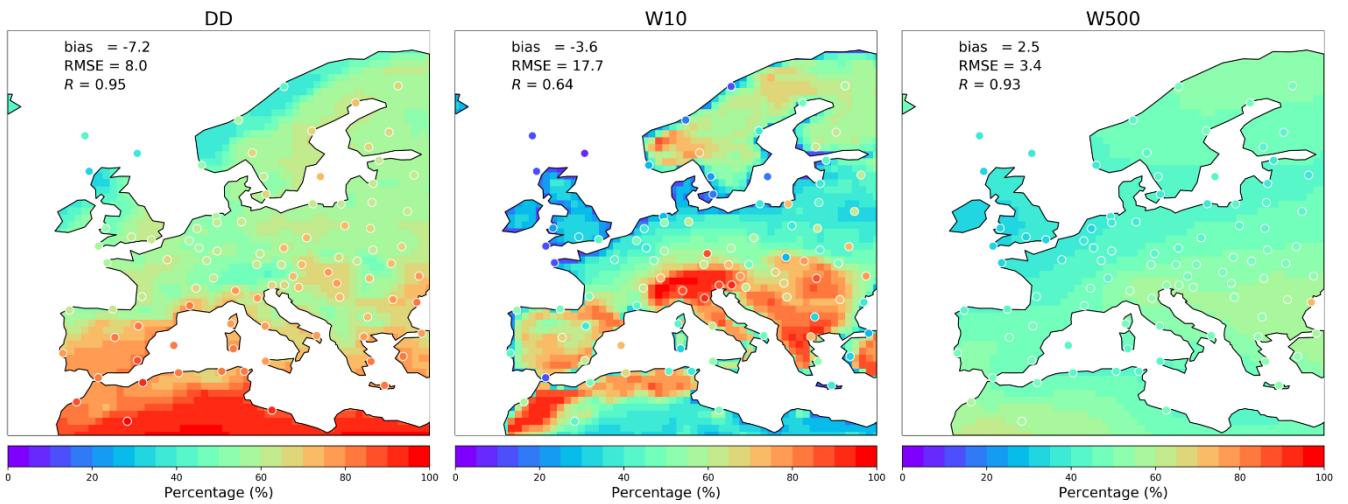 DD
bias = -7.2
RMSE = 8.0
R = 0.95
0 20 40 60 80 100
Percentage (%)
W10
bias = -3.6
RMSE = 17.7
R = 0.64
0 20 40 60 80 100
Percentage (%)
W500
bias = 2.5
RMSE = 3.4
R = 0.93
0 20 40 60 80 100
Percentage (%)